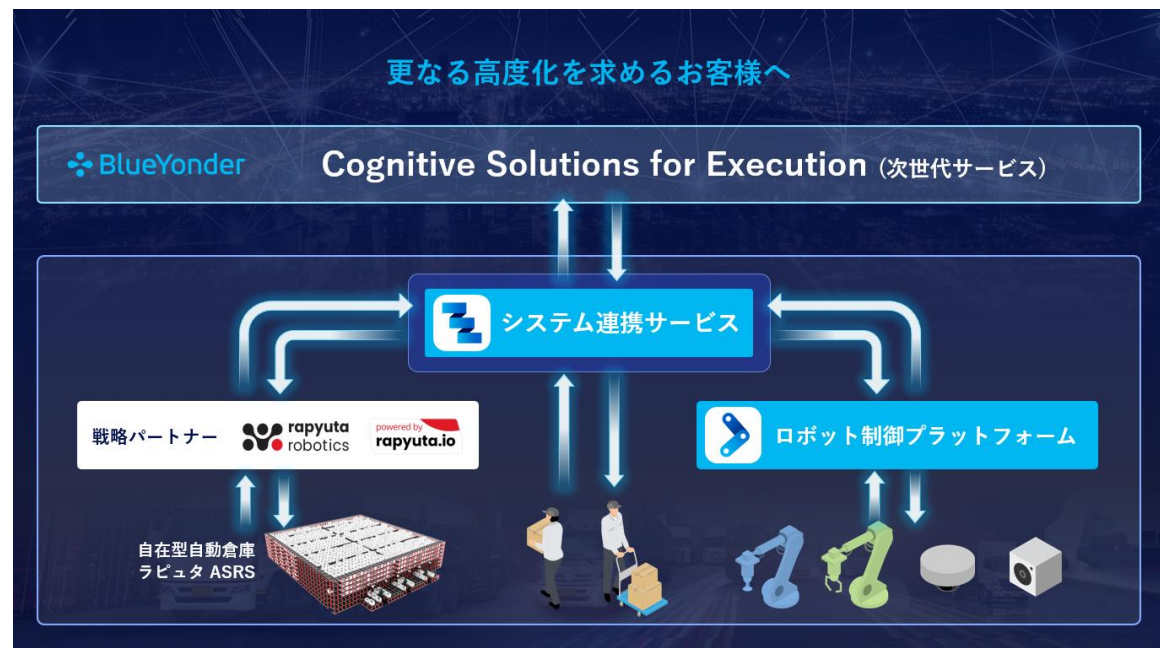 更なる高度化を求めるお客様へ
BlueYonder
Cognitive Solutions for Execution (次世代サービス)
システム連携サービス
戦略パートナー
rapyuta
robotics
powered by
rapyuta.io
ロボット制御プラットフォーム
自在型自動倉庫
ラピュタ ASRS